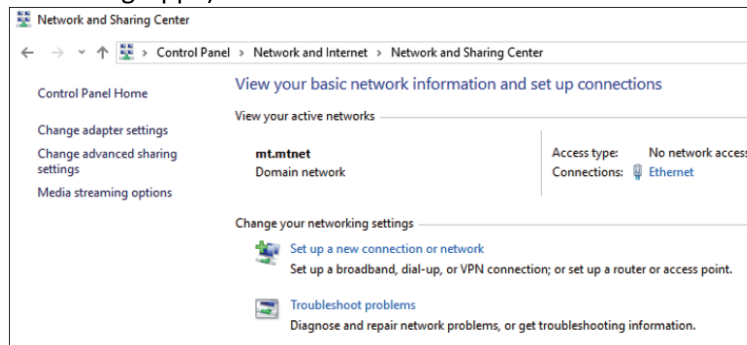 Network and Sharing Center
Control Panel > Network and Internet > Network and Sharing Center
Control Panel Home
Change adapter settings
Change advanced sharing
settings
Media streaming options
View your basic network information and set up connections
View your active networks
mt.mtnet
Domain network
Access type: No network access
Connections: Ethernet
Change your networking settings
Set up a new connection or network
Set up a broadband, dial-up, or VPN connection; or set up a router or access point.
Troubleshoot problems
Diagnose and repair network problems, or get troubleshooting information.